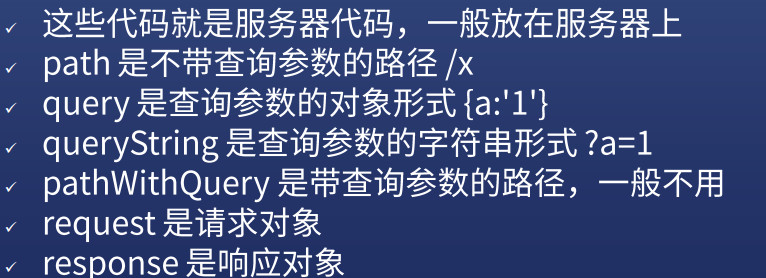 ✓ 这些代码就是服务器代码，一般放在服务器上
✓ path 是不带查询参数的路径 /x
✓ query 是查询参数的对象形式 {a:'1'}
✓ queryString 是查询参数的字符串形式 ?a=1
✓ pathWithQuery 是带查询参数的路径，一般不用
✓ request 是请求对象
✓ response 是响应对象